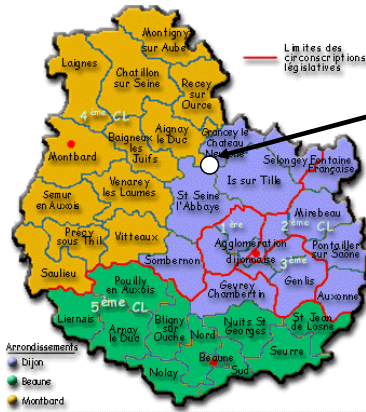 Montigny
sur Aube
Limites des
circonscriptions
législatives
Laignes
Chatillon
sur Seine
Recey
sur
Ource
4ème CL
Aignay
le Duc
Grancey le
Chateau
Baigneux
les
Juifs
Montbard
Selongey
Fontaine
Française
Is sur Tille
Venarey
les Laumes
St Seine
l'Abbaye
Semur
en Auxois
Mirebeau
1ère
2ème CL
Précy
sous Thil
Vitteaux
Agglomération
dijonnaise
Pontailler
sur Saone
Sombernon
3ème
Saulieu
Genlis
Pouilly
en Auxois
Gevrey
Chambertin
Auxonne
5ème CL
Liernais
Bligny
sur
Ouche
Nuits St
Georges
St Jean
de Losne
Arnay
le Duc
Nord
Beaune
Seurre
Sud
Nolay
Arrondissements
Dijon
Beaune
Montbard